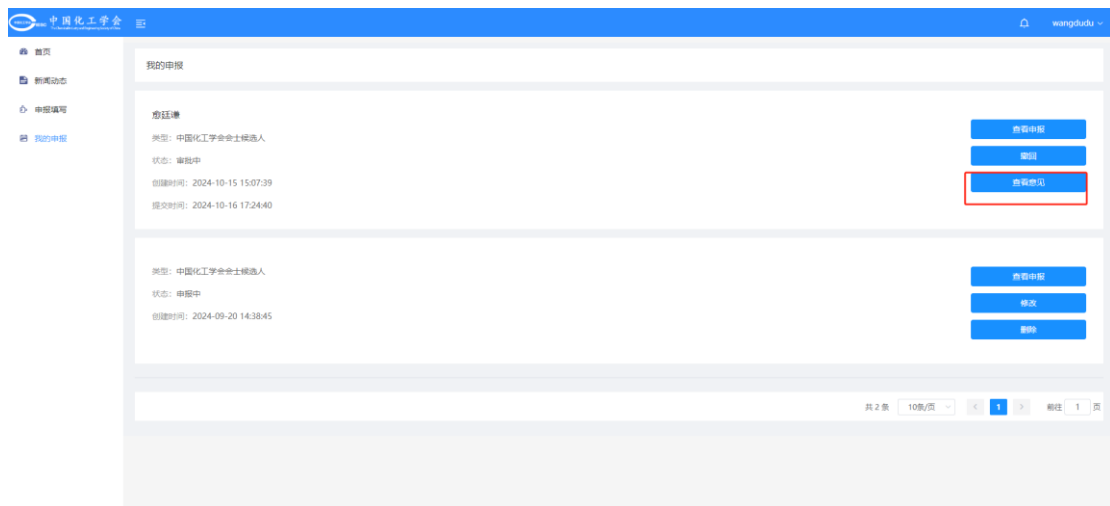 中国化工学会
wangdudu
首页
新闻动态
申报填写
我的申报
我的申报
愈廷谦
类型：中国化工学会会士候选人
状态：审批中
创建时间：2024-10-15 15:07:39
提交时间：2024-10-16 17:24:40
查看申报
撤回
查看意见
类型：中国化工学会会士候选人
状态：申报中
创建时间：2024-09-20 14:38:45
查看申报
修改
删除
共 2 条 10条/页 1 前往 1 页